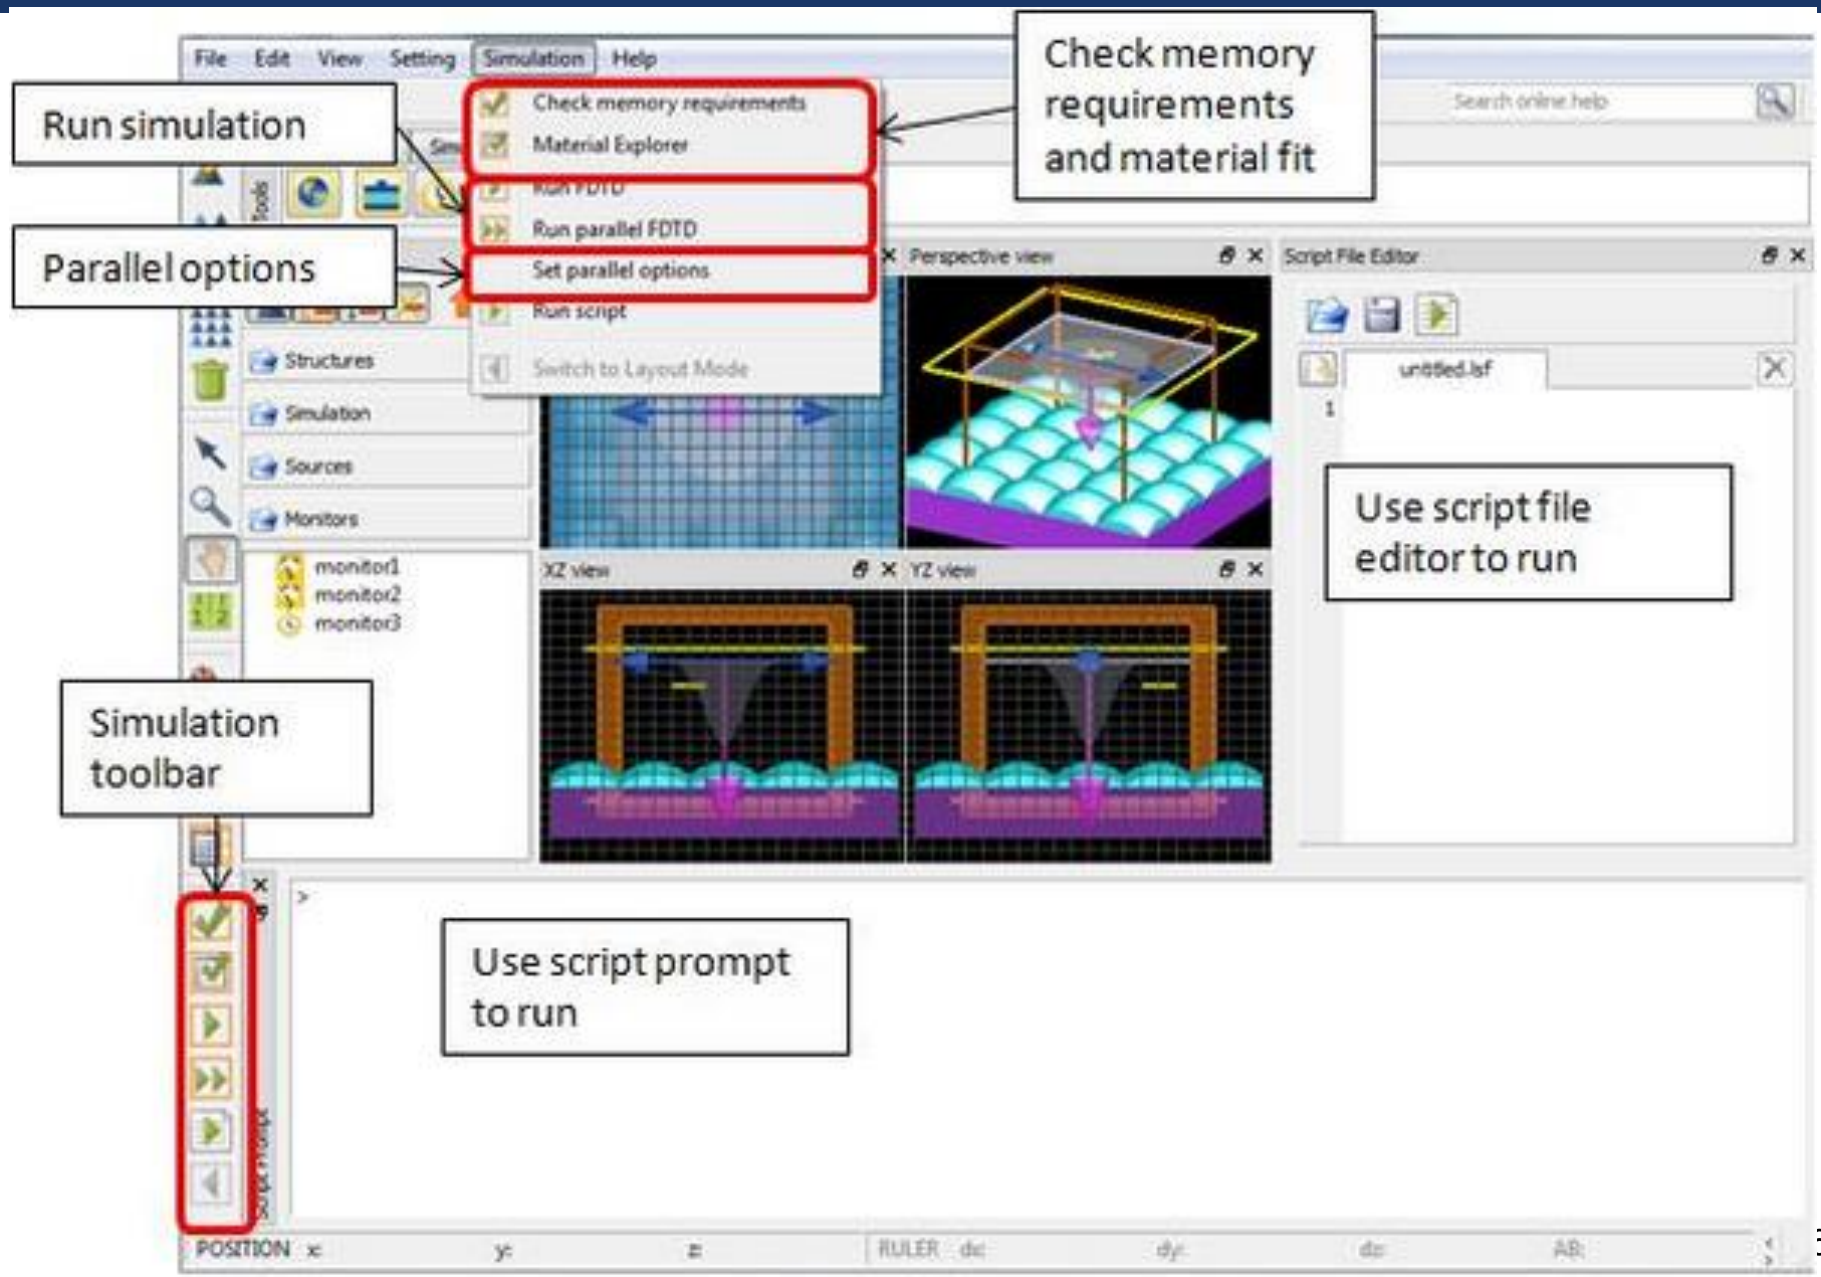 File Edit View Setting Simulation Help
Check memory
requirements
and material fit
Run simulation
Check memory requirements
Material Explorer
Run FDTD
Run parallel FDTD
Set parallel options
Run script
Switch to Layout Mode
Search online help
Tools
Parallel options
Perspective view
Script File Editor
Structures
Simulation
Sources
Monitors
monitor1
monitor2
monitor3
untitled.lsf
1
Use script file
editor to run
XZ view
YZ view
Simulation
toolbar
>
Use script prompt
to run
Script Prompt
POSITION x: y: z: RULER dx: dy: dz: AB: